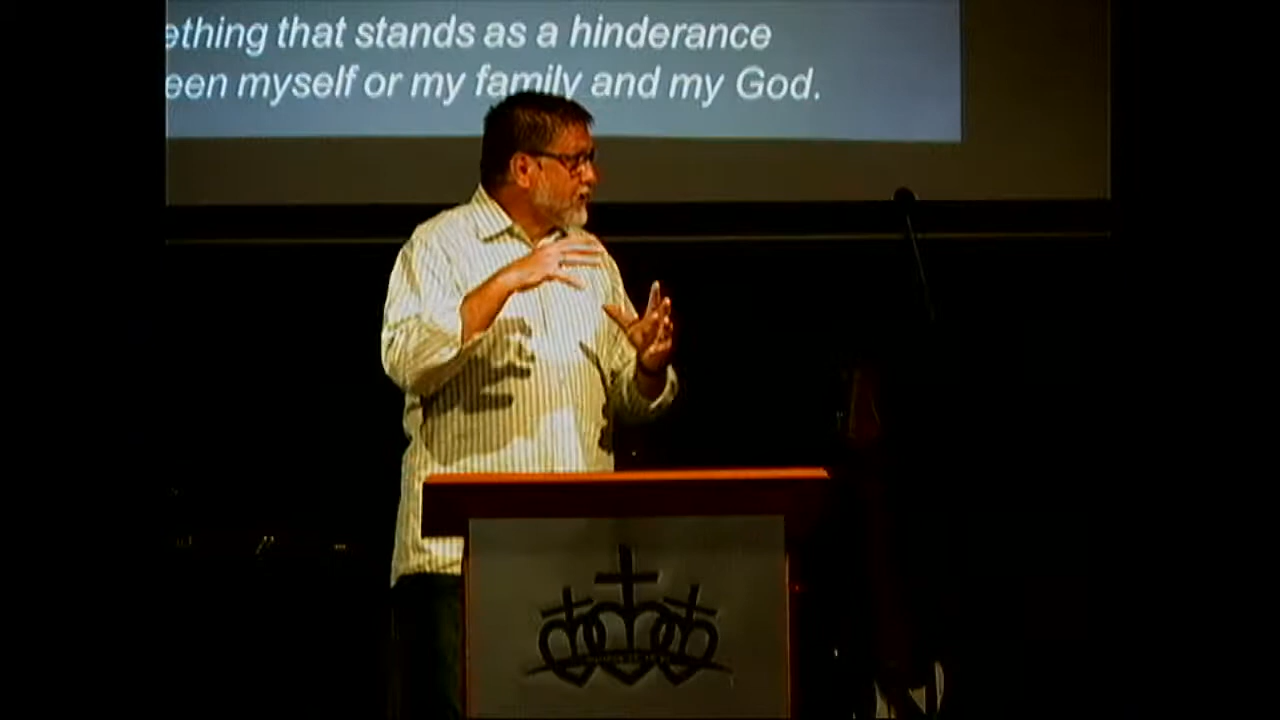 ething that stands as a hinderance
een myself or my family and my God.